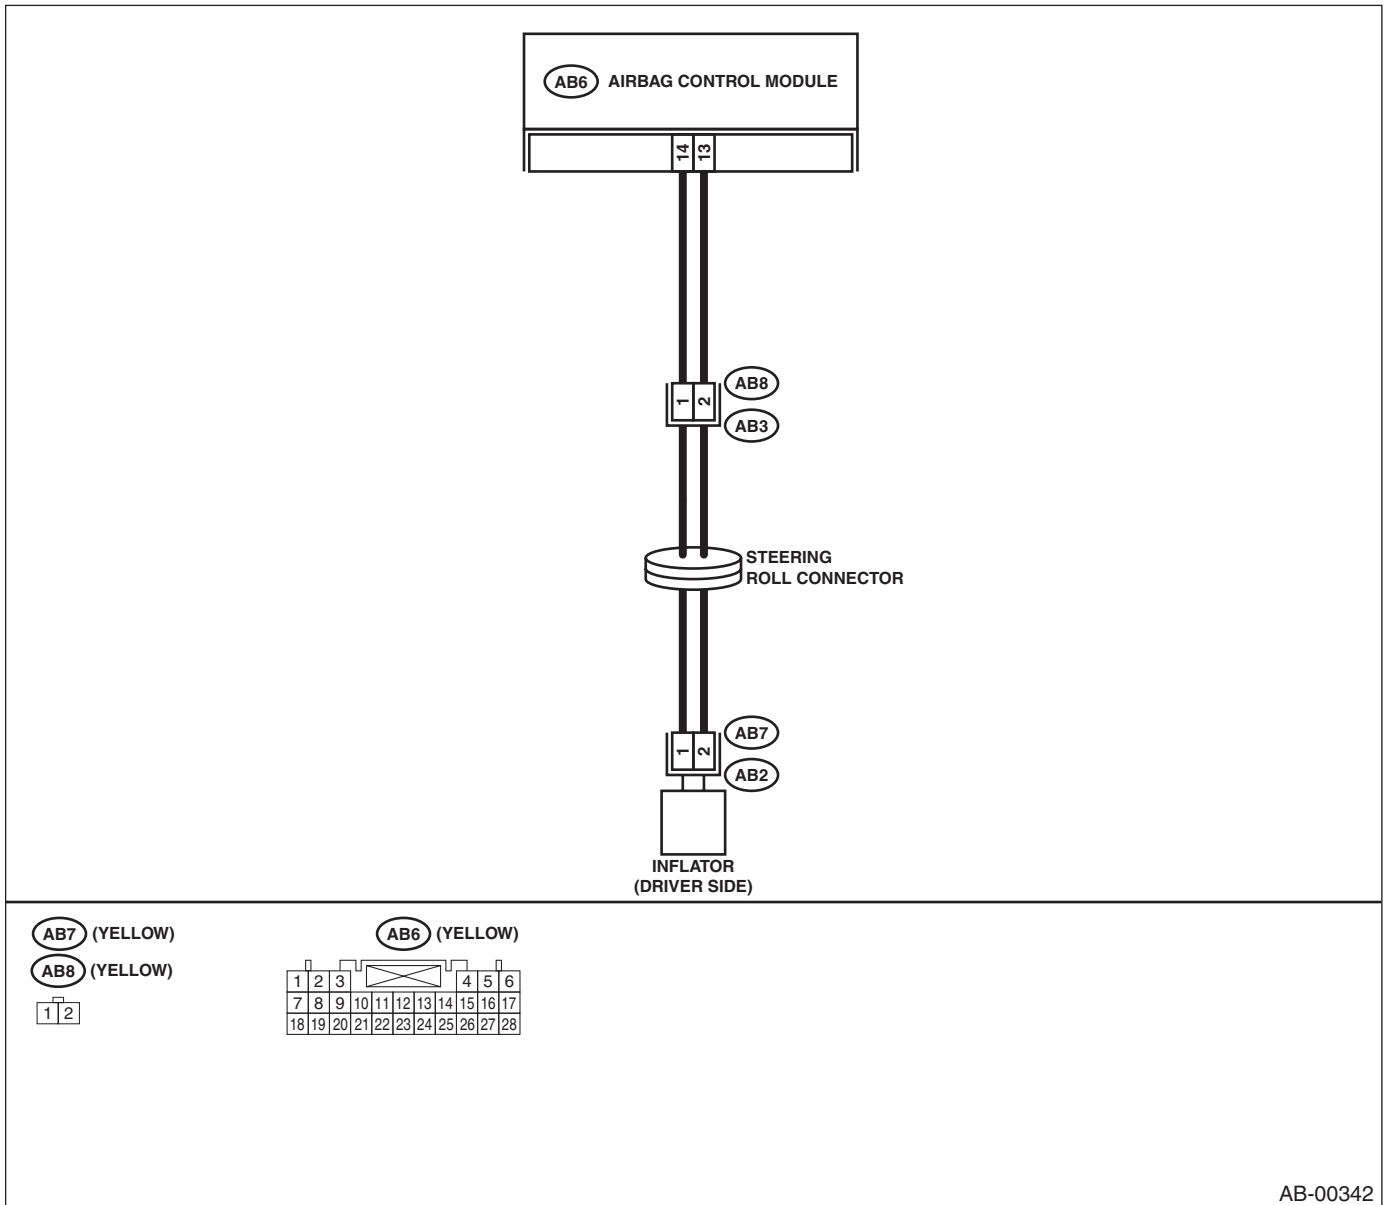 AB6 AIRBAG CONTROL MODULE
14 13
AB8
1 2
AB3
STEERING
ROLL CONNECTOR
AB7
1 2
AB2
INFLATOR
(DRIVER SIDE)
AB7 (YELLOW)
AB8 (YELLOW)
1 2
AB6 (YELLOW)
1 2 3 4 5 6
7 8 9 10 11 12 13 14 15 16 17
18 19 20 21 22 23 24 25 26 27 28
AB-00342